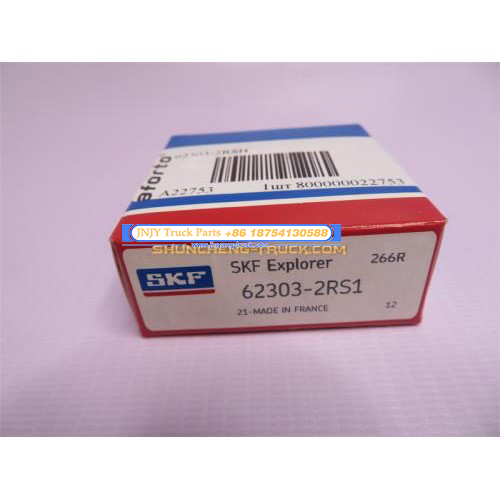 62303-2RSH
aforto
A22753
1шт 800000022753
JNJY Truck Parts +86 18754130588
SHUNCHENG-TRUCK.COM
SKF
SKF Explorer
266R
62303-2RS1
21-MADE IN FRANCE
12